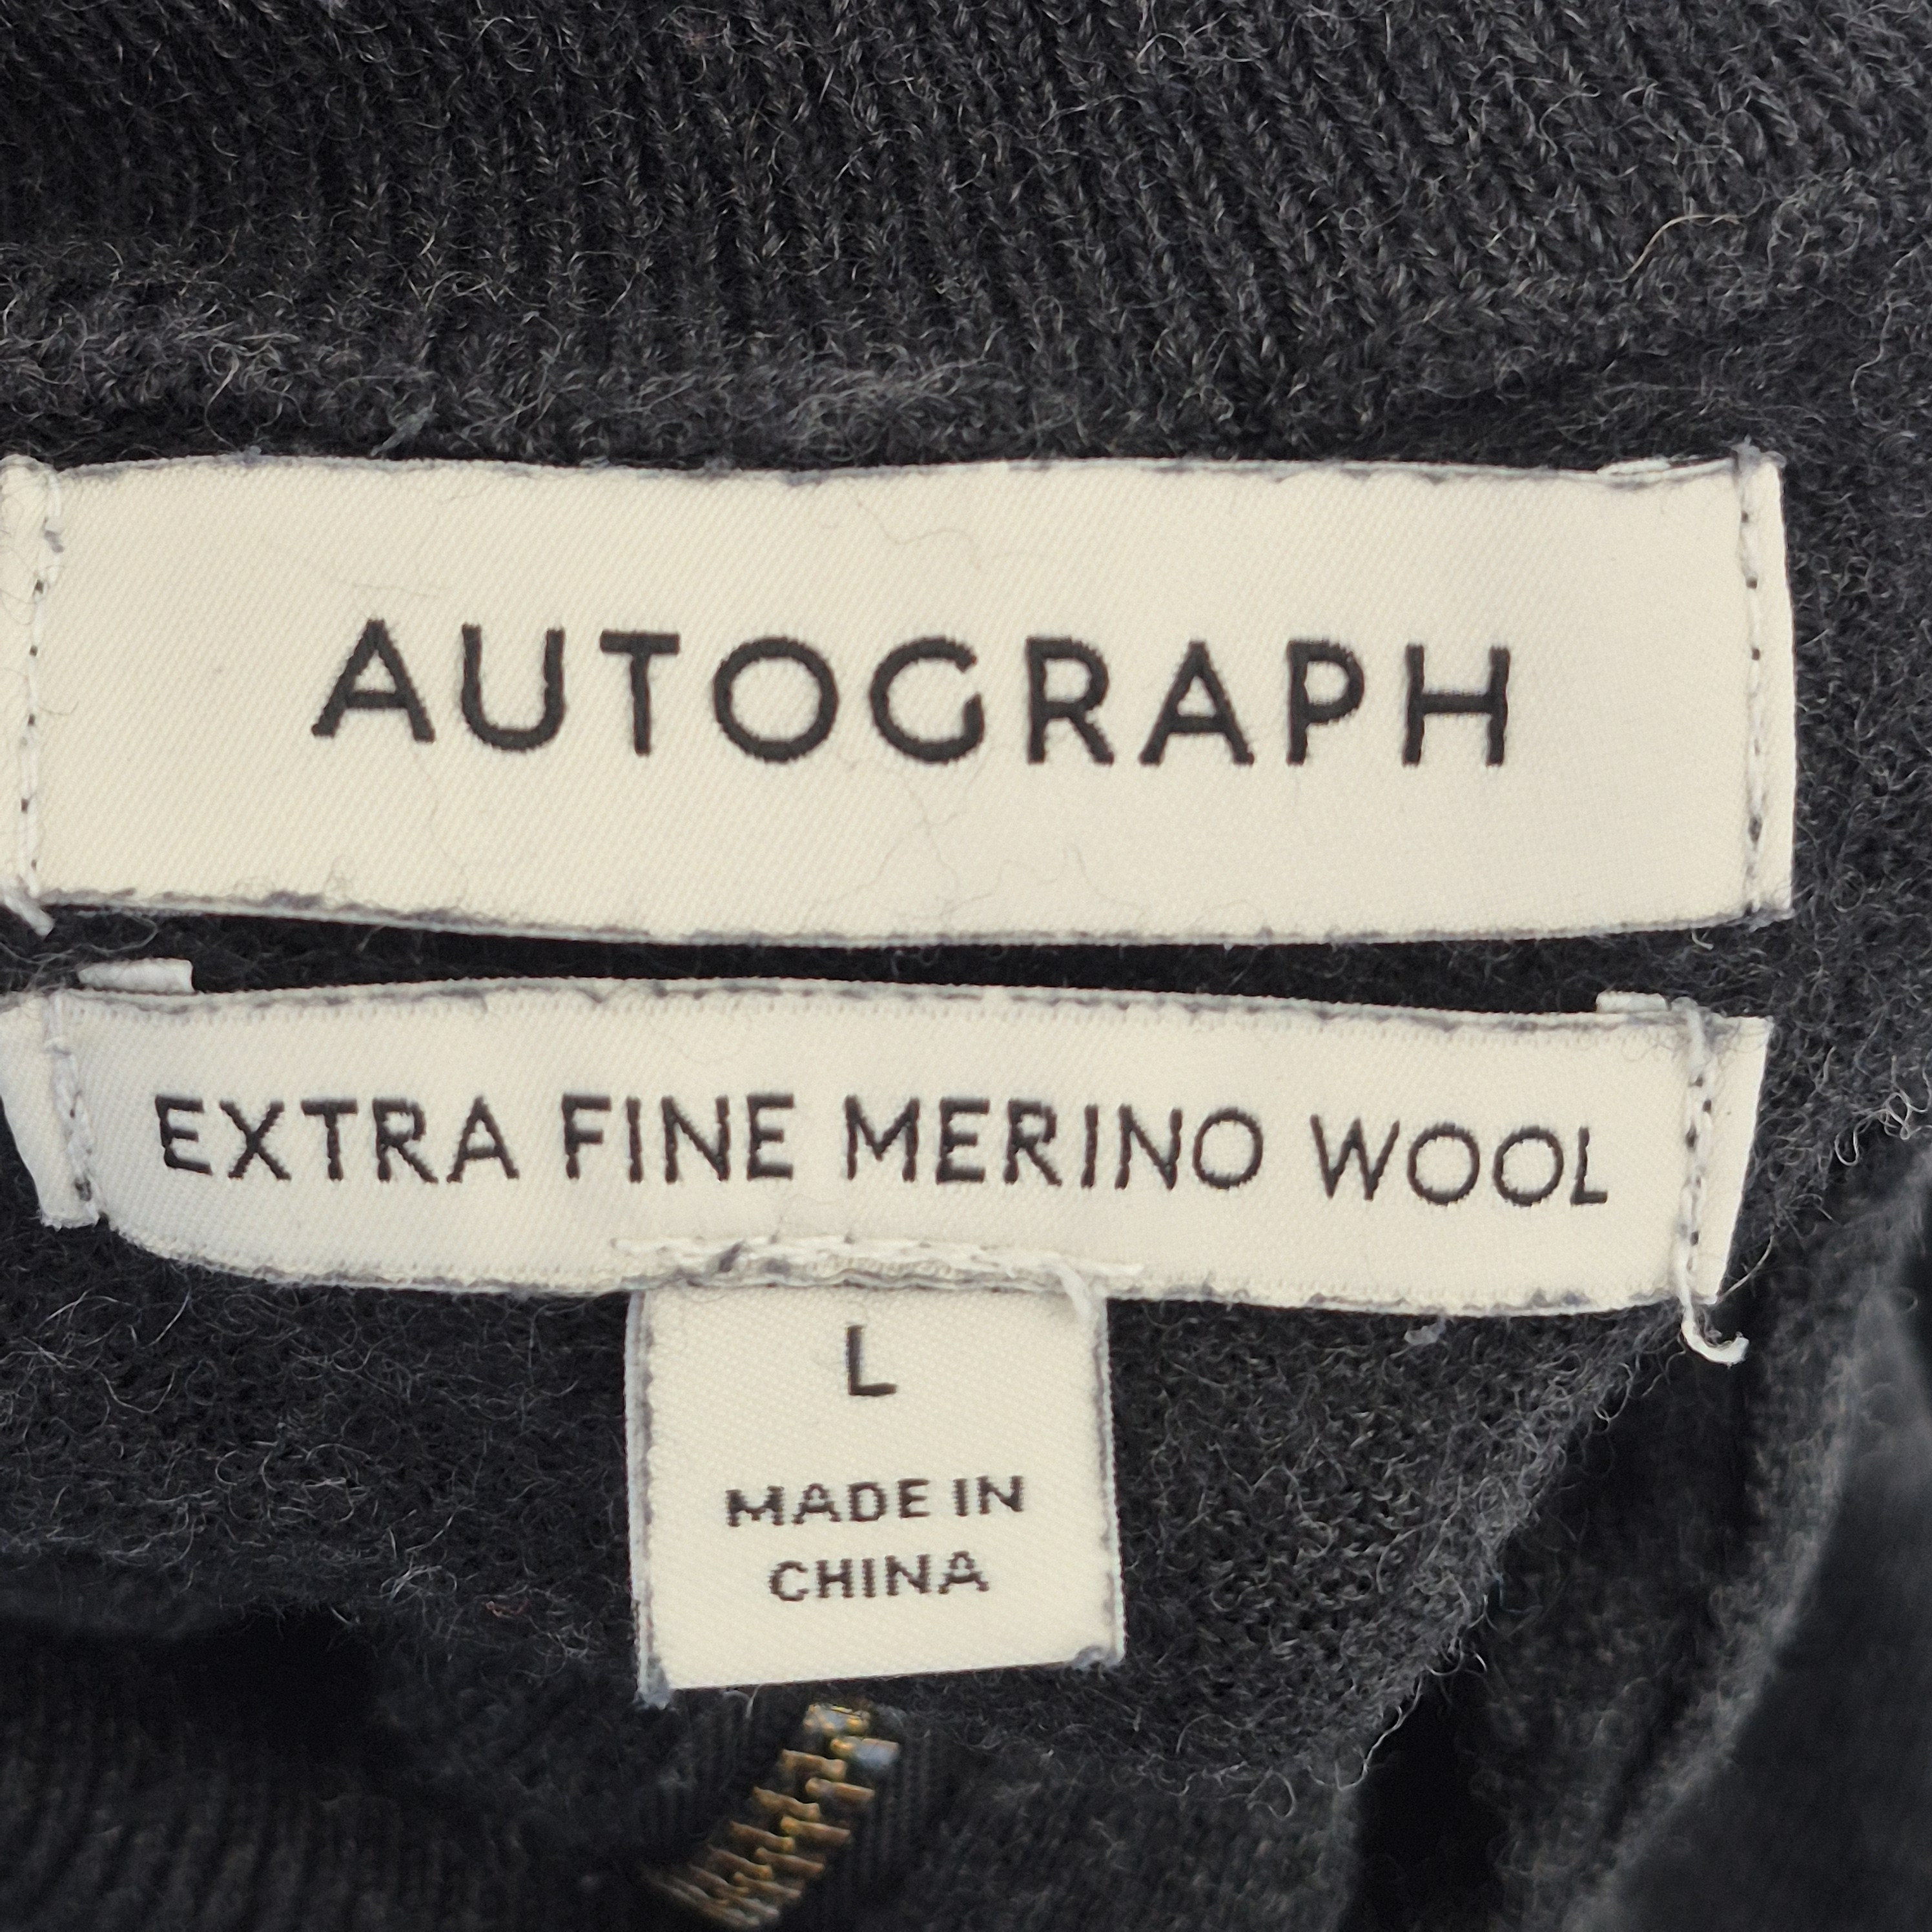 AUTOGRAPH
EXTRA FINE MERINO WOOL
L
MADE IN
CHINA